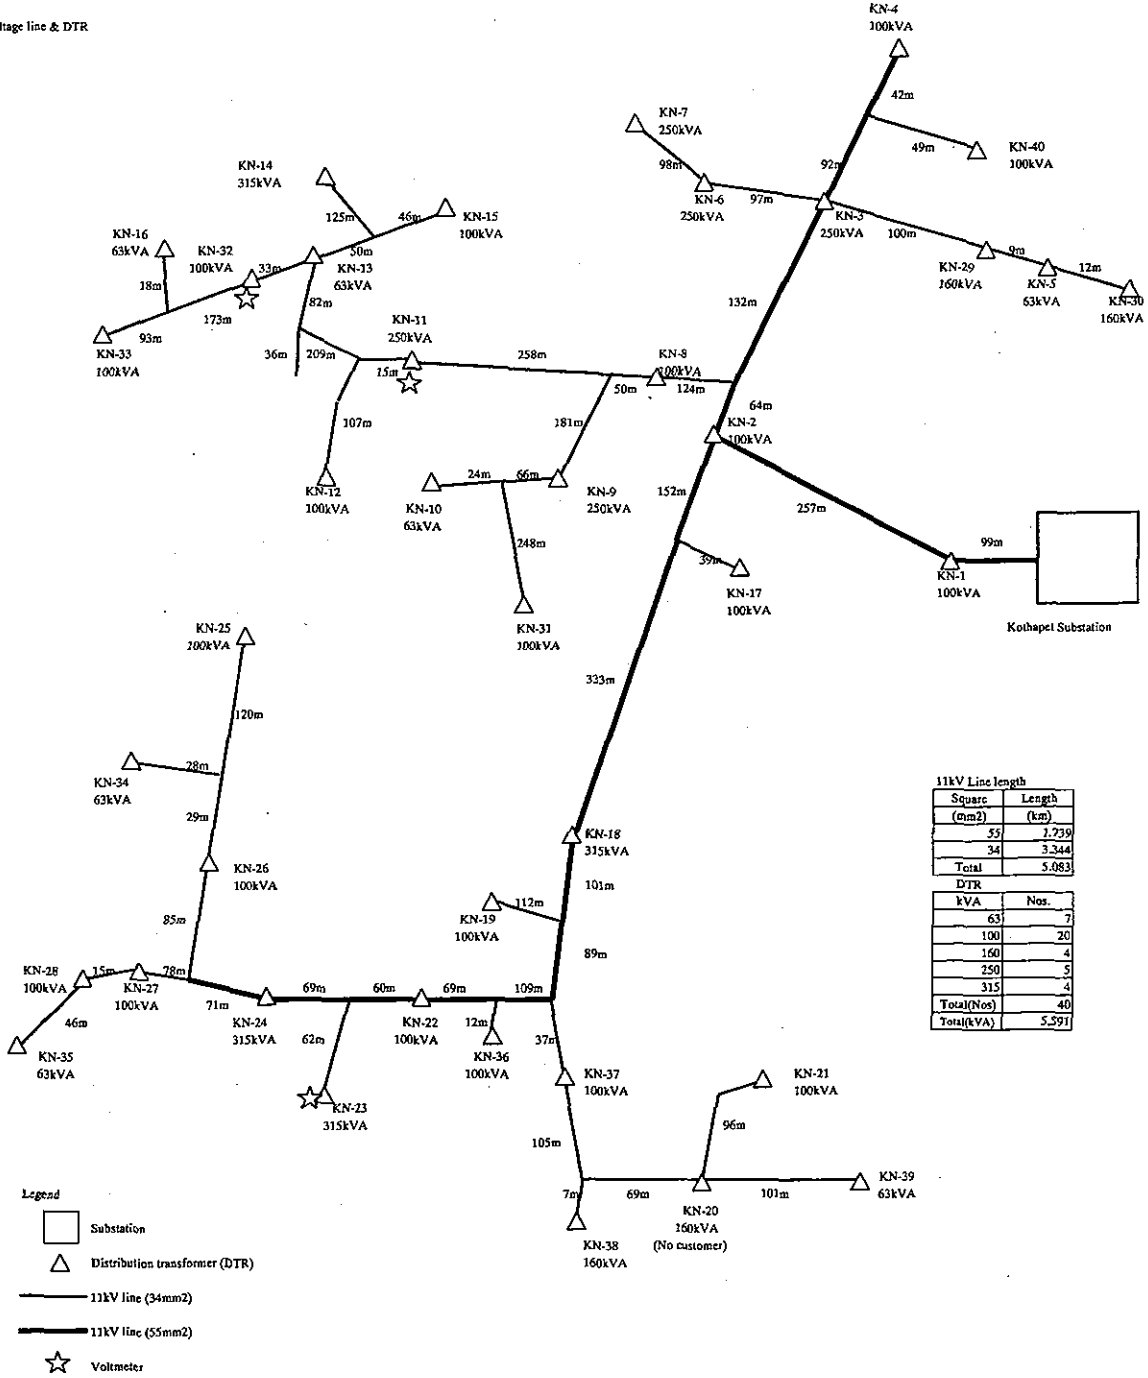 ltage line & DTR
KN-4
100kVA
42m
KN-7
250kVA
49m
KN-40
100kVA
98m
92m
KN-14
315kVA
KN-6
250kVA
97m
KN-3
250kVA
125m
46m
KN-15
100kVA
100m
KN-16
63kVA
KN-32
100kVA
50m
KN-13
63kVA
33m
9m
KN-29
160kVA
KN-5
63kVA
12m
KN-30
160kVA
18m
82m
132m
173m
93m
KN-33
100kVA
KN-11
250kVA
36m
209m
15m
258m
KN-8
100kVA
50m
124m
64m
107m
181m
KN-2
100kVA
KN-12
100kVA
24m
66m
KN-10
63kVA
KN-9
250kVA
152m
257m
248m
39m
KN-17
100kVA
99m
KN-1
100kVA
KN-31
100kVA
Kothapel Substation
KN-25
100kVA
333m
120m
28m
KN-34
63kVA
29m
11kV Line length
Square Length
(mm2) (km)
55 1.739
34 3.344
Total 5.083
DTR
kVA Nos.
63 7
100 20
160 4
250 5
315 4
Total(Nos) 40
Total(kVA) 5,591
KN-18
315kVA
KN-26
100kVA
101m
112m
KN-19
100kVA
85m
89m
KN-28
100kVA
15m
78m
KN-27
100kVA
71m
KN-24
315kVA
69m
60m
69m
109m
KN-22
100kVA
12m
KN-36
100kVA
46m
KN-35
63kVA
62m
37m
KN-37
100kVA
KN-21
100kVA
KN-23
315kVA
96m
105m
7m
69m
101m
KN-39
63kVA
KN-20
160kVA
(No customer)
KN-38
160kVA
Legend
Substation
Distribution transformer (DTR)
11kV line (34mm2)
11kV line (55mm2)
Voltmeter